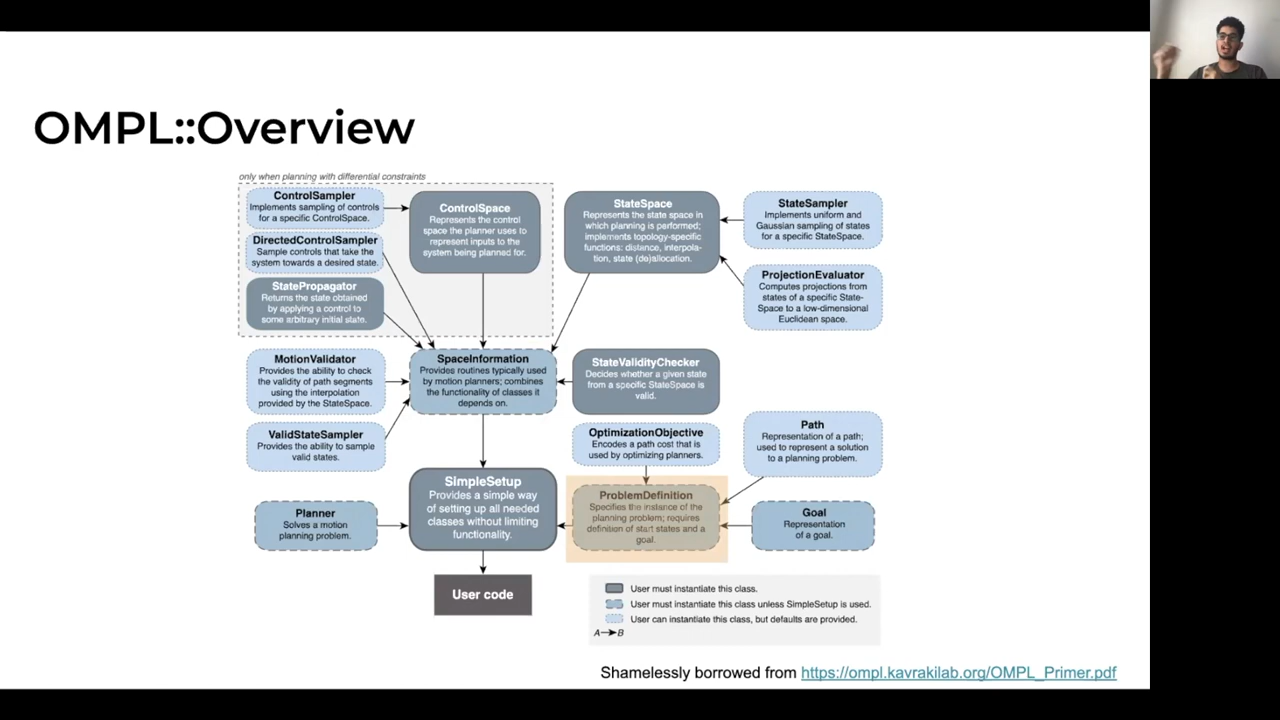 OMPL::Overview
only when planning with differential constraints
ControlSampler
Implements sampling of controls
for a specific ControlSpace.
DirectedControlSampler
Sample controls that take the
system towards a desired state.
StatePropagator
Returns the state obtained
by applying a control to
some arbitrary initial state.
ControlSpace
Represents the control
space the planner uses to
represent inputs to the
system being planned for.
StateSpace
Represents the state space in
which planning is performed;
implements topology-specific
functions: distance, interpola-
tion, state (de)allocation.
StateSampler
Implements uniform and
Gaussian sampling of states
for a specific StateSpace.
ProjectionEvaluator
Computes projections from
states of a specific State-
Space to a low-dimensional
Euclidean space.
MotionValidator
Provides the ability to check
the validity of path segments
using the interpolation
provided by the StateSpace.
SpaceInformation
Provides routines typically used
by motion planners; combines
the functionality of classes it
depends on.
StateValidityChecker
Decides whether a given state
from a specific StateSpace is
valid.
ValidStateSampler
Provides the ability to sample
valid states.
OptimizationObjective
Encodes a path cost that is
used by optimizing planners.
Path
Representation of a path;
used to represent a solution
to a planning problem.
Planner
Solves a motion
planning problem.
SimpleSetup
Provides a simple way
of setting up all needed
classes without limiting
functionality.
ProblemDefinition
Specifies the instance of the
planning problem; requires
definition of start states and a
goal.
Goal
Representation
of a goal.
User code
User must instantiate this class.
User must instantiate this class unless SimpleSetup is used.
User can instantiate this class, but defaults are provided.
A B
Shamelessly borrowed from https://ompl.kavrakilab.org/OMPL_Primer.pdf